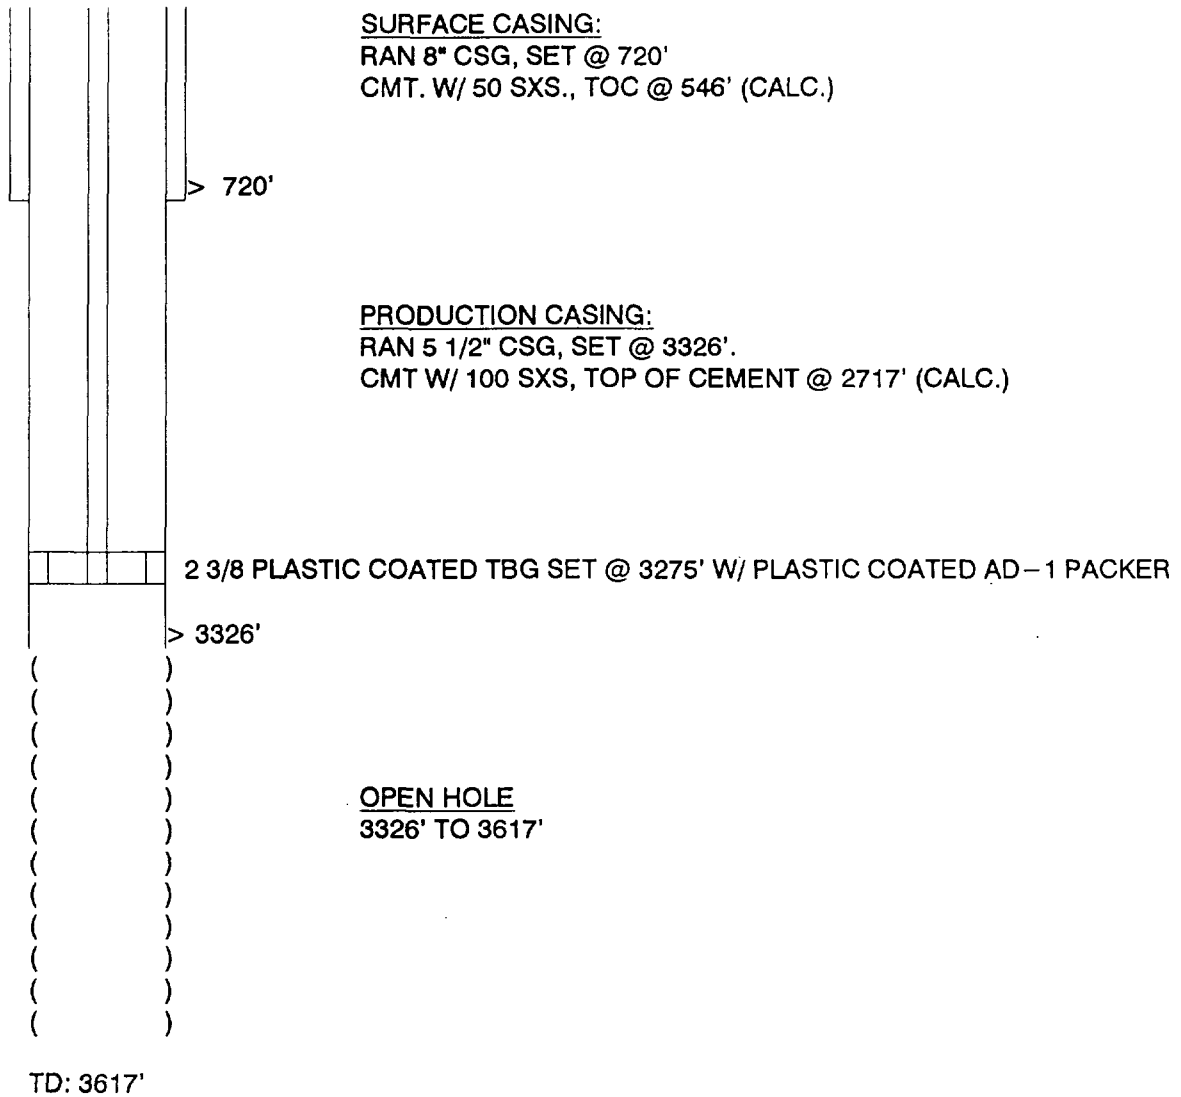 SURFACE CASING:
RAN 8" CSG, SET @ 720'
CMT. W/ 50 SXS., TOC @ 546' (CALC.)
> 720'
PRODUCTION CASING:
RAN 5 1/2" CSG, SET @ 3326'.
CMT W/ 100 SXS, TOP OF CEMENT @ 2717' (CALC.)
2 3/8 PLASTIC COATED TBG SET @ 3275' W/ PLASTIC COATED AD-1 PACKER
> 3326'
( )
( )
( )
( )
( )
( )
( )
( )
( )
( )
( )
( )
OPEN HOLE
3326' TO 3617'
TD: 3617'